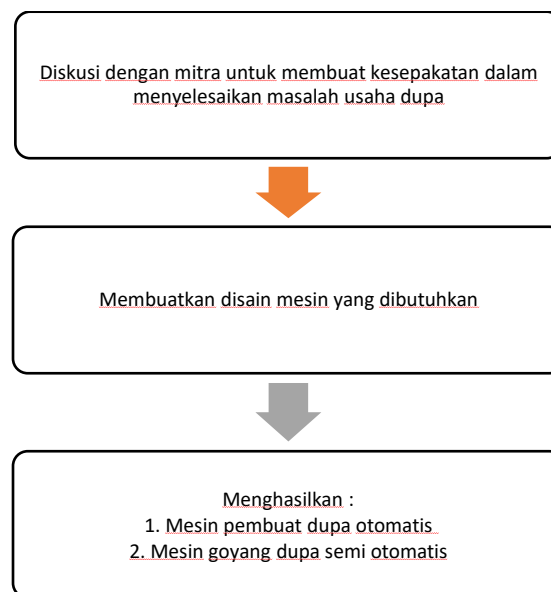 Diskusi dengan mitra untuk membuat kesepakatan dalam
menyelesaikan masalah usaha dupa
Membuatkan disain mesin yang dibutuhkan
Menghasilkan :
1. Mesin pembuat dupa otomatis
2. Mesin goyang dupa semi otomatis